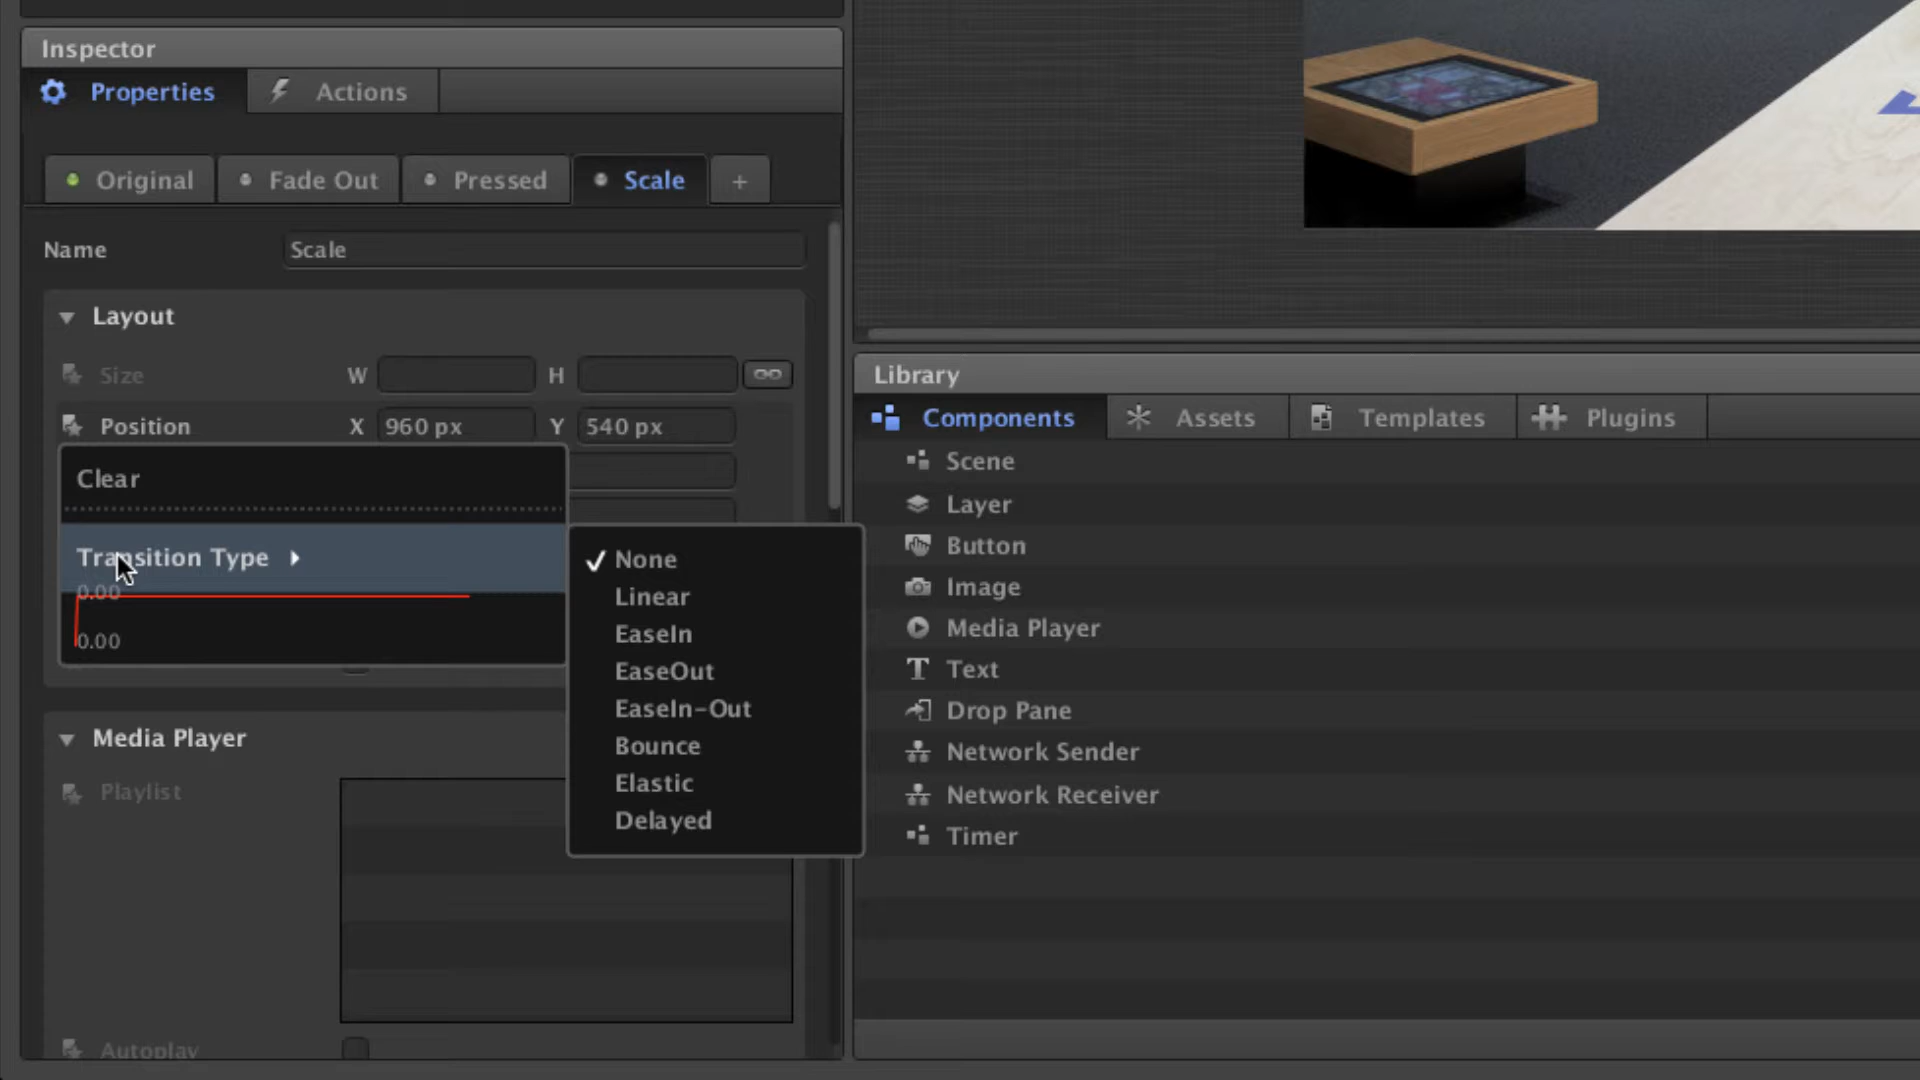 Inspector
Properties
Actions
Original
Fade Out
Pressed
Scale
+
Name
Scale
Layout
Size
W
H
Position
X
960 px
Y
540 px
Clear
Transition Type
0.00
0.00
None
Linear
EaseIn
EaseOut
EaseIn-Out
Bounce
Elastic
Delayed
Media Player
Playlist
Autoplay
Library
Components
Assets
Templates
Plugins
Scene
Layer
Button
Image
Media Player
Text
Drop Pane
Network Sender
Network Receiver
Timer